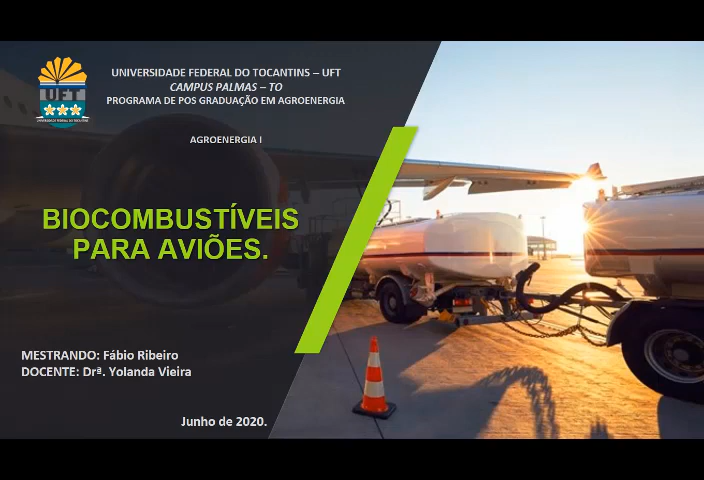 UNIVERSIDADE FEDERAL DO TOCANTINS – UFT
CAMPUS PALMAS – TO
PROGRAMA DE POS GRADUAÇÃO EM AGROENERGIA
UFT
AGROENERGIA I
BIOCOMBUSTÍVEIS
PARA AVIÕES.
MESTRANDO: Fábio Ribeiro
DOCENTE: Drª. Yolanda Vieira
Junho de 2020.